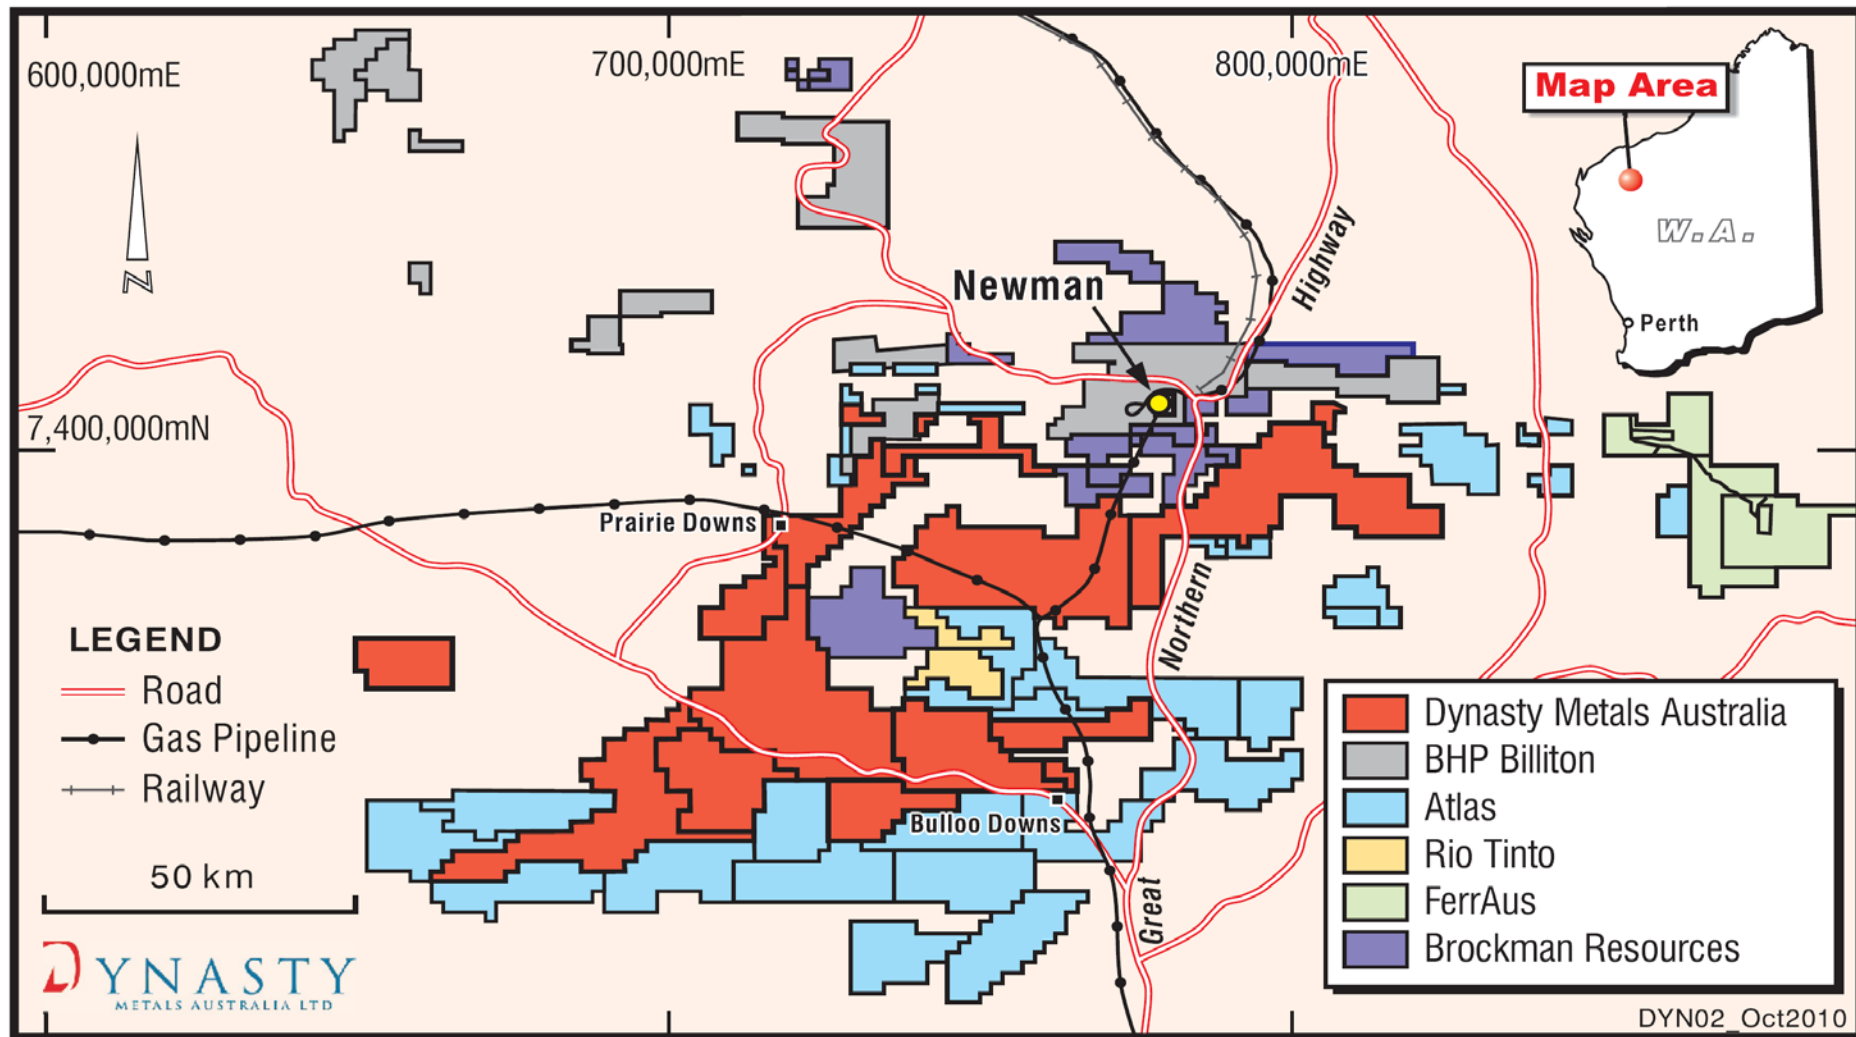 600,000mE
700,000mE
800,000mE
Map Area
W.A.
Perth
N
Newman
Highway
7,400,000mN
Prairie Downs
Northern
LEGEND
Road
Gas Pipeline
Railway
50 km
Bulloo Downs
Great
Dynasty Metals Australia
BHP Billiton
Atlas
Rio Tinto
FerrAus
Brockman Resources
DYNASTY
METALS AUSTRALIA LTD
DYN02_Oct2010